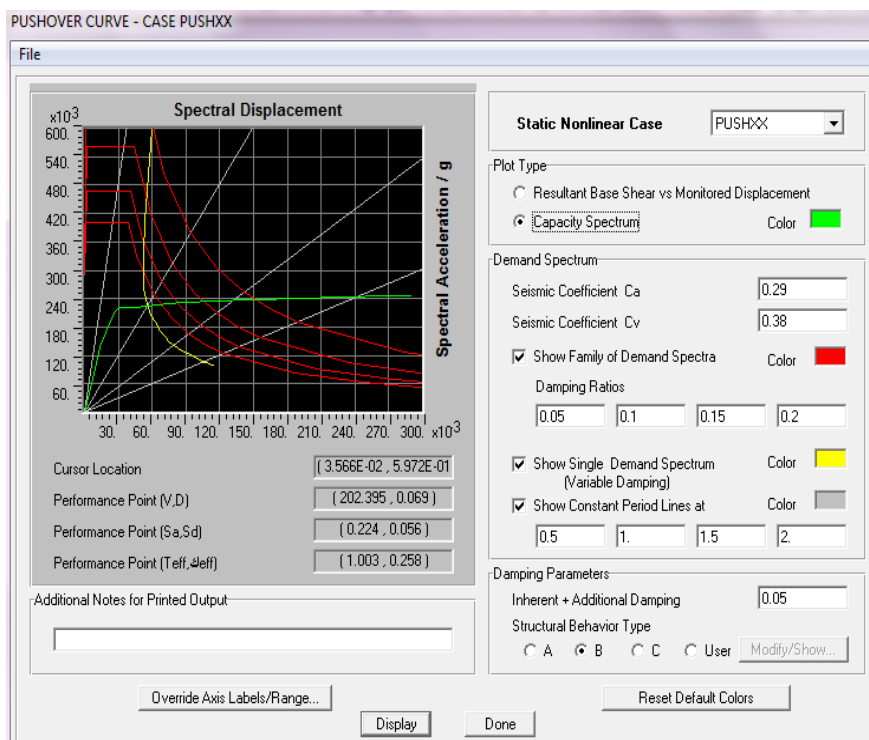 PUSHOVER CURVE - CASE PUSHXX
File
x10³ Spectral Displacement
600.
540.
480.
420.
360.
300.
240.
180.
120.
60.
Spectral Acceleration / g
30. 60. 90. 120. 150. 180. 210. 240. 270. 300. x10³
Cursor Location ( 3.566E-02 , 5.972E-01
Performance Point (V,D) ( 202.395 , 0.069 )
Performance Point (Sa,Sd) ( 0.224 , 0.056 )
Performance Point (Teff,كeff) ( 1.003 , 0.258 )
Additional Notes for Printed Output
Override Axis Labels/Range...
Static Nonlinear Case PUSHXX
Plot Type
Resultant Base Shear vs Monitored Displacement
Capacity Spectrum Color
Demand Spectrum
Seismic Coefficient Ca 0.29
Seismic Coefficient Cv 0.38
Show Family of Demand Spectra Color
Damping Ratios
0.05 0.1 0.15 0.2
Show Single Demand Spectrum Color
(Variable Damping)
Show Constant Period Lines at Color
0.5 1. 1.5 2.
Damping Parameters
Inherent + Additional Damping 0.05
Structural Behavior Type
A B C User Modify/Show...
Reset Default Colors
Display Done